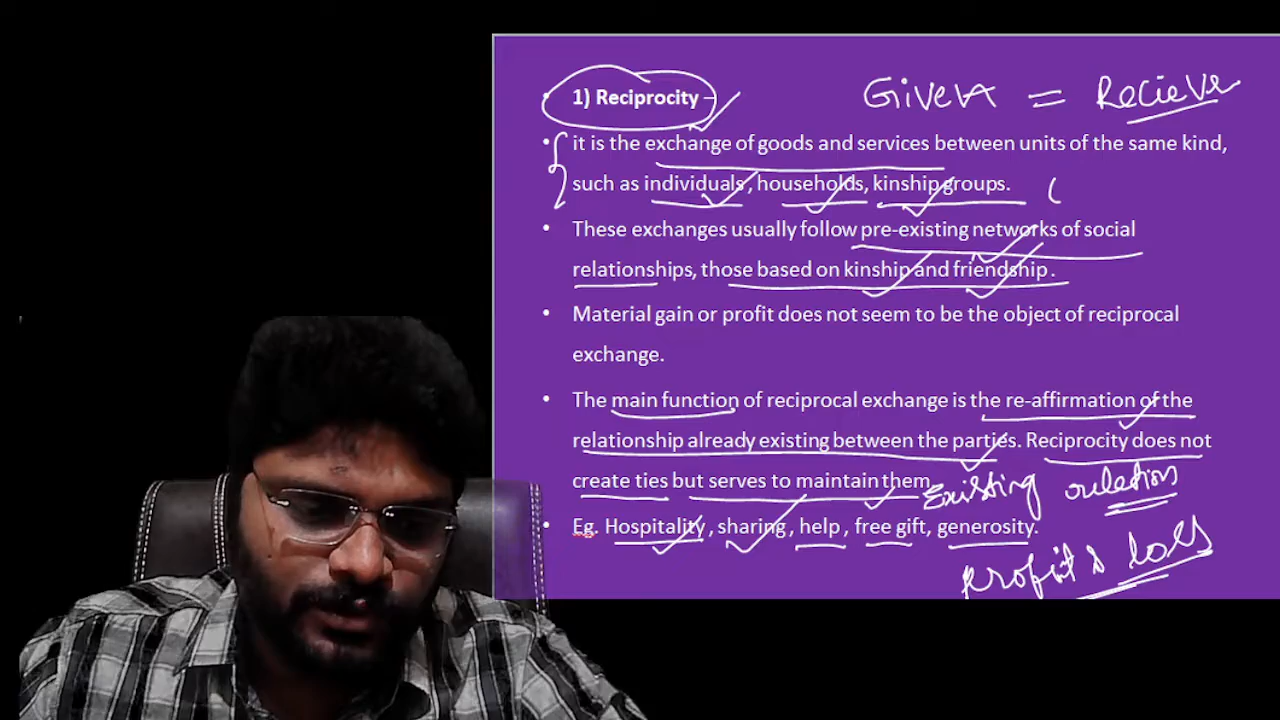 1) Reciprocity – Given = Recieve
• it is the exchange of goods and services between units of the same kind,
such as individuals, households, kinship groups. (
• These exchanges usually follow pre-existing networks of social
relationships, those based on kinship and friendship.
• Material gain or profit does not seem to be the object of reciprocal
exchange.
• The main function of reciprocal exchange is the re-affirmation of the
relationship already existing between the parties. Reciprocity does not
create ties but serves to maintain them. Existing relation
• Eg. Hospitality, sharing, help, free gift, generosity.
Profit & loss